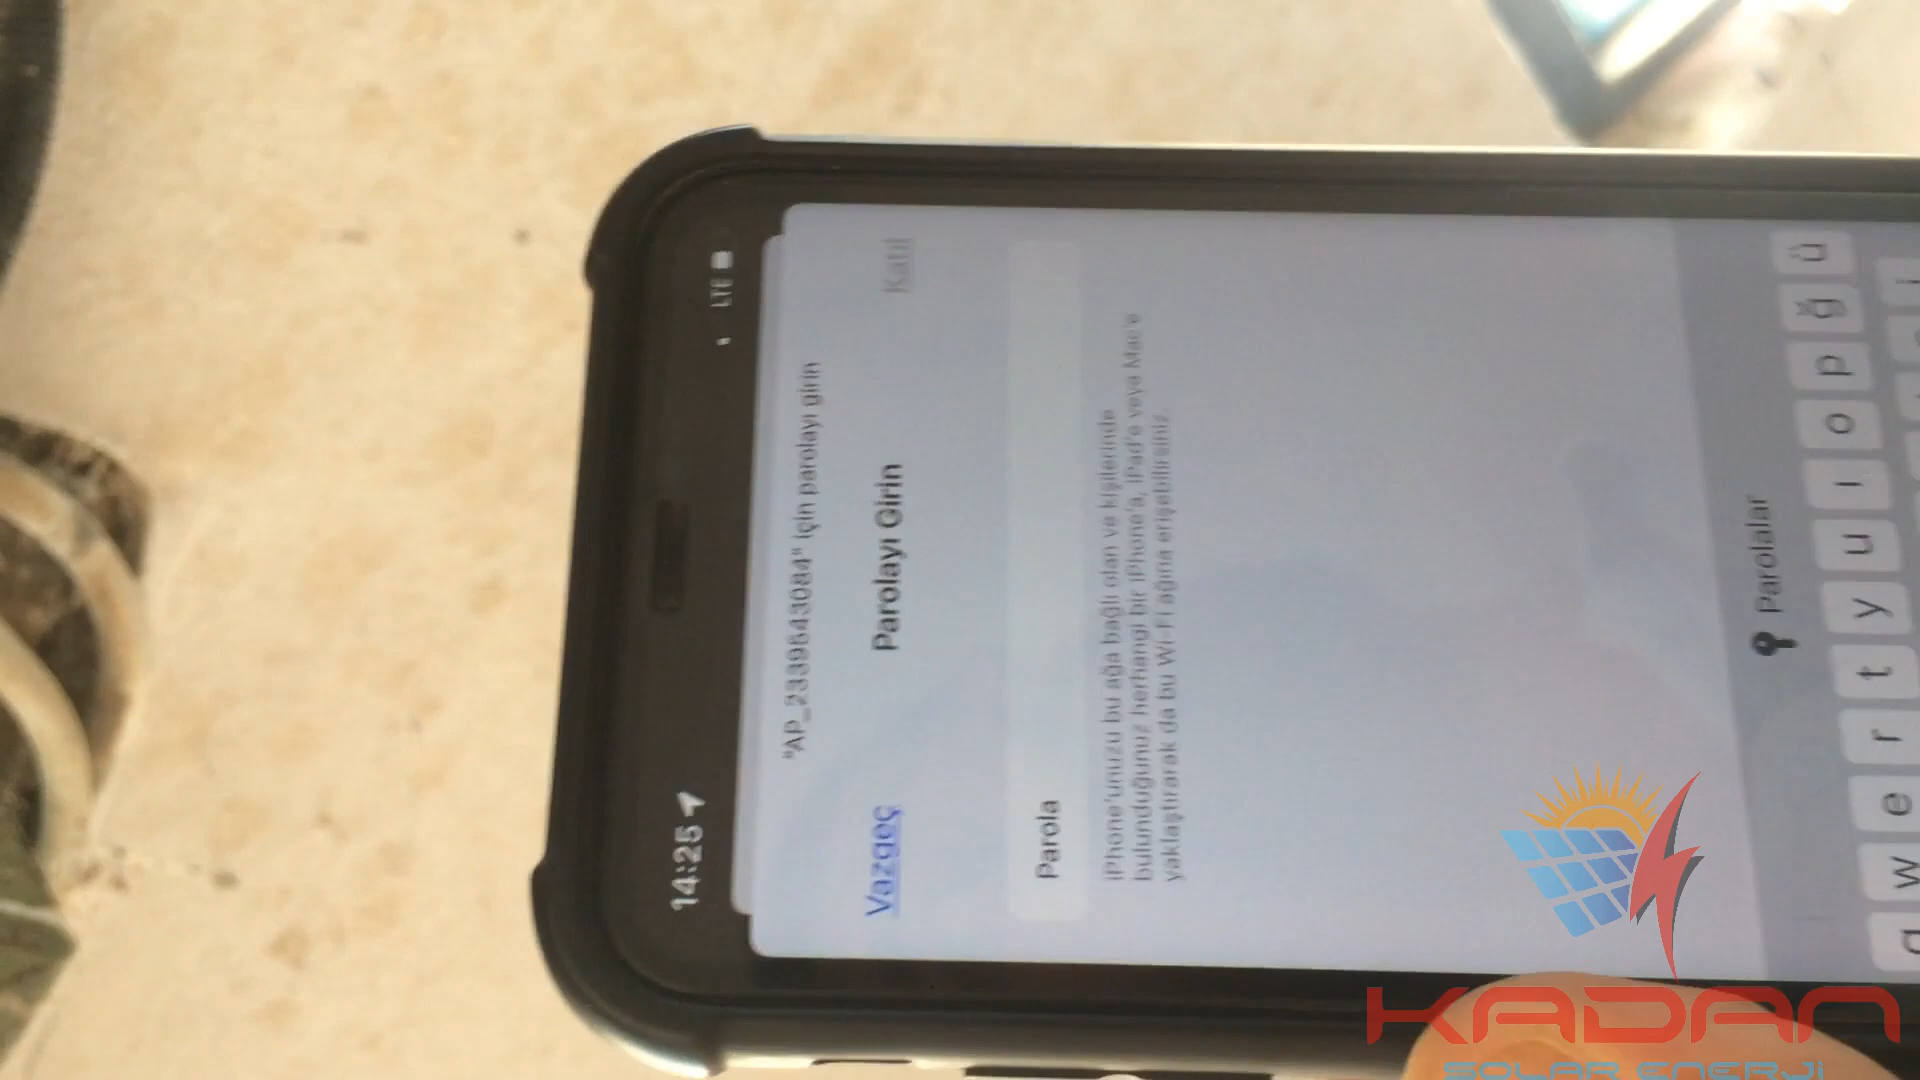 14:25
LTE
"AP_2339643084" için parolayı girin
Vazgeç
Parolayı Girin
Katıl
Parola
iPhone'unuzu bu ağa bağlı olan ve kişilerinde
bulunduğunuz herhangi bir iPhone'a, iPad'e veya Mac'e
yaklaştırarak da bu Wi-Fi ağına erişebilirsiniz.
Parolalar
q w e r t y u ı o p ğ ü
KADAN
SOLAR ENERJİ